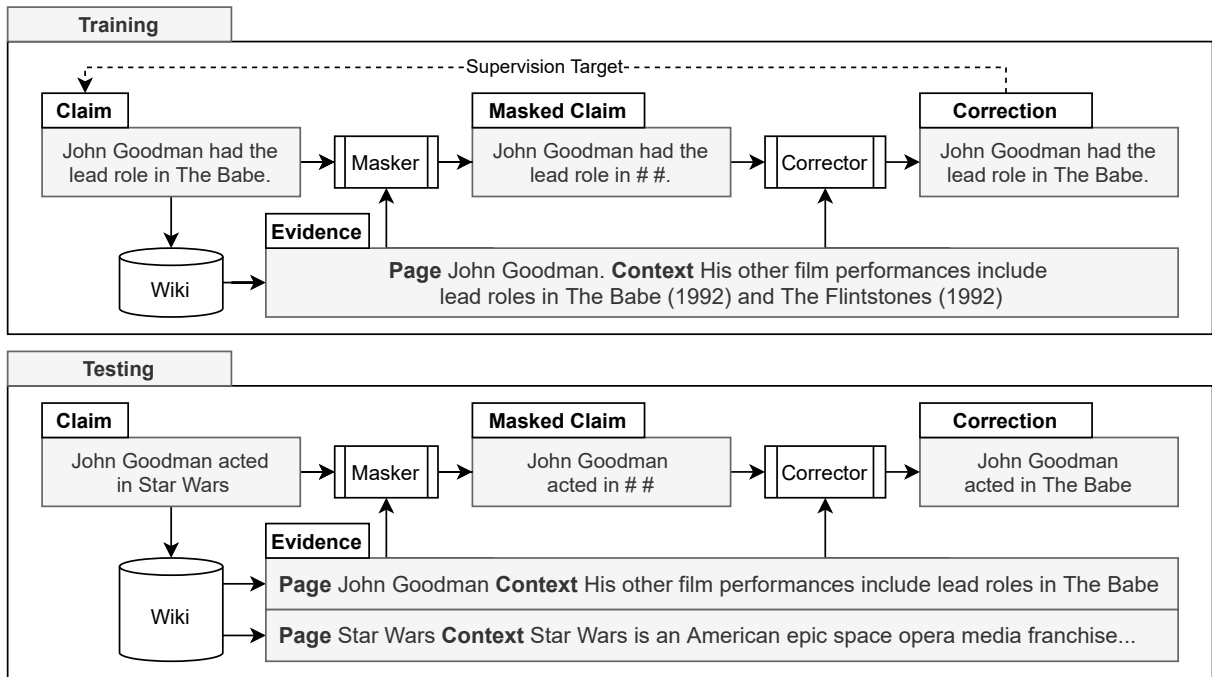 Training
Supervision Target
Claim
Masked Claim
Correction
John Goodman had the
lead role in The Babe.
Masker
John Goodman had the
lead role in # #.
Corrector
John Goodman had the
lead role in The Babe.
Evidence
Wiki
Page John Goodman. Context His other film performances include
lead roles in The Babe (1992) and The Flintstones (1992)
Testing
Claim
Masked Claim
Correction
John Goodman acted
in Star Wars
Masker
John Goodman
acted in # #
Corrector
John Goodman
acted in The Babe
Evidence
Wiki
Page John Goodman Context His other film performances include lead roles in The Babe
Page Star Wars Context Star Wars is an American epic space opera media franchise...